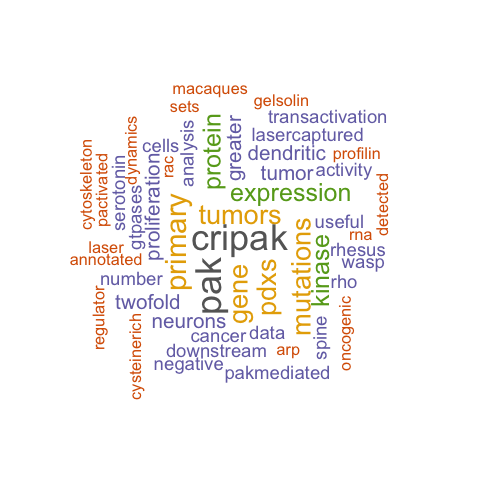 macaques
sets
gelsolin
transactivation
lasercaptured
dendritic
profilin
tumor
activity
protein
greater
analysis
cells
rac
dynamics
cytoskeleton
pactivated
serotonin
gtpases
proliferation
primary
expression
tumors
cripak
pak
gene
pdxs
mutations
kinase
useful
rna
detected
rhesus
wasp
rho
laser
annotated
number
twofold
regulator
cysteinerich
neurons
cancer
data
downstream
arp
negative
pakmediated
spine
oncogenic